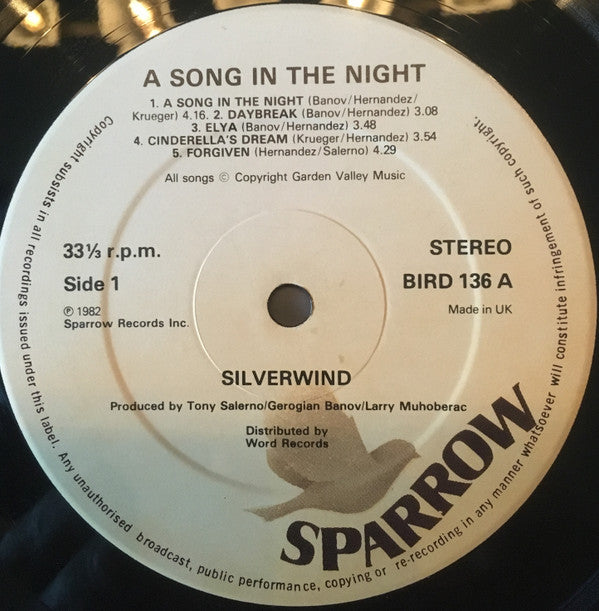 A SONG IN THE NIGHT
1. A SONG IN THE NIGHT (Banov/Hernandez/
Krueger) 4.16. 2. DAYBREAK (Banov/Hernandez) 3.08
3. ELYA (Banov/Hernandez) 3.48
4. CINDERELLA'S DREAM (Krueger/Hernandez) 3.54
5. FORGIVEN (Hernandez/Salerno) 4.29
All songs © Copyright Garden Valley Music
33⅓ r.p.m.
Side 1
℗ 1982
Sparrow Records Inc.
STEREO
BIRD 136 A
Made in UK
SILVERWIND
Produced by Tony Salerno/Gerogian Banov/Larry Muhoberac
Distributed by
Word Records
SPARROW
Copyright subsists in all recordings issued under this label. Any unauthorised broadcast, public performance, copying or re-recording in any manner whatsoever will constitute infringement of such copyright.